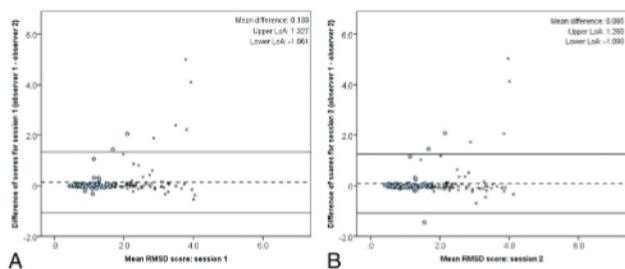 Mean difference: 0.133
Upper LoA: 1.327
Lower LoA: -1.061
Difference of scores for session 1 (observer 1 - observer 2)
6.0
4.0
2.0
.0
-2.0
.0
2.0
4.0
6.0
Mean RMSD score: session 1
A
Mean difference: 0.085
Upper LoA: 1.260
Lower LoA: -1.090
Difference of scores for session 2 (observer 1 - observer 2)
6.0
4.0
2.0
.0
-2.0
.0
2.0
4.0
6.0
Mean RMSD score: session 2
B